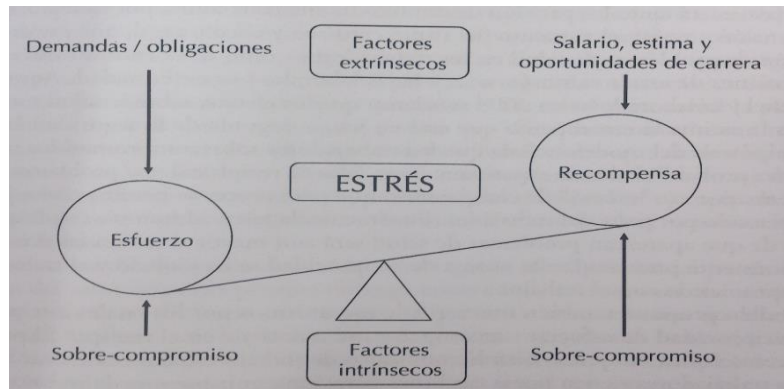 Demandas / obligaciones
Factores
extrínsecos
Salario, estima y
oportunidades de carrera
ESTRÉS
Recompensa
Esfuerzo
Sobre-compromiso
Factores
intrínsecos
Sobre-compromiso